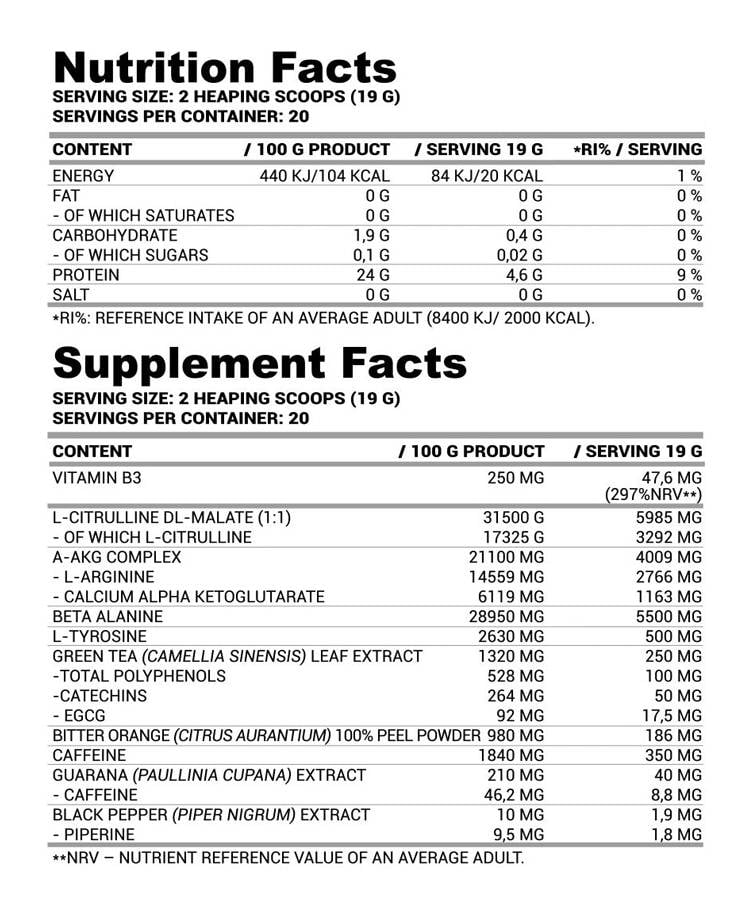 Nutrition Facts
SERVING SIZE: 2 HEAPING SCOOPS (19 G)
SERVINGS PER CONTAINER: 20
CONTENT / 100 G PRODUCT / SERVING 19 G *RI% / SERVING
ENERGY 440 KJ/104 KCAL 84 KJ/20 KCAL 1 %
FAT 0 G 0 G 0 %
- OF WHICH SATURATES 0 G 0 G 0 %
CARBOHYDRATE 1,9 G 0,4 G 0 %
- OF WHICH SUGARS 0,1 G 0,02 G 0 %
PROTEIN 24 G 4,6 G 9 %
SALT 0 G 0 G 0 %
*RI%: REFERENCE INTAKE OF AN AVERAGE ADULT (8400 KJ/ 2000 KCAL).
Supplement Facts
SERVING SIZE: 2 HEAPING SCOOPS (19 G)
SERVINGS PER CONTAINER: 20
CONTENT / 100 G PRODUCT / SERVING 19 G
VITAMIN B3 250 MG 47,6 MG
(297%NRV**)
L-CITRULLINE DL-MALATE (1:1) 31500 G 5985 MG
- OF WHICH L-CITRULLINE 17325 G 3292 MG
A-AKG COMPLEX 21100 MG 4009 MG
- L-ARGININE 14559 MG 2766 MG
- CALCIUM ALPHA KETOGLUTARATE 6119 MG 1163 MG
BETA ALANINE 28950 MG 5500 MG
L-TYROSINE 2630 MG 500 MG
GREEN TEA (CAMELLIA SINENSIS) LEAF EXTRACT 1320 MG 250 MG
-TOTAL POLYPHENOLS 528 MG 100 MG
-CATECHINS 264 MG 50 MG
- EGCG 92 MG 17,5 MG
BITTER ORANGE (CITRUS AURANTIUM) 100% PEEL POWDER 980 MG 186 MG
CAFFEINE 1840 MG 350 MG
GUARANA (PAULLINIA CUPANA) EXTRACT 210 MG 40 MG
- CAFFEINE 46,2 MG 8,8 MG
BLACK PEPPER (PIPER NIGRUM) EXTRACT 10 MG 1,9 MG
- PIPERINE 9,5 MG 1,8 MG
**NRV – NUTRIENT REFERENCE VALUE OF AN AVERAGE ADULT.